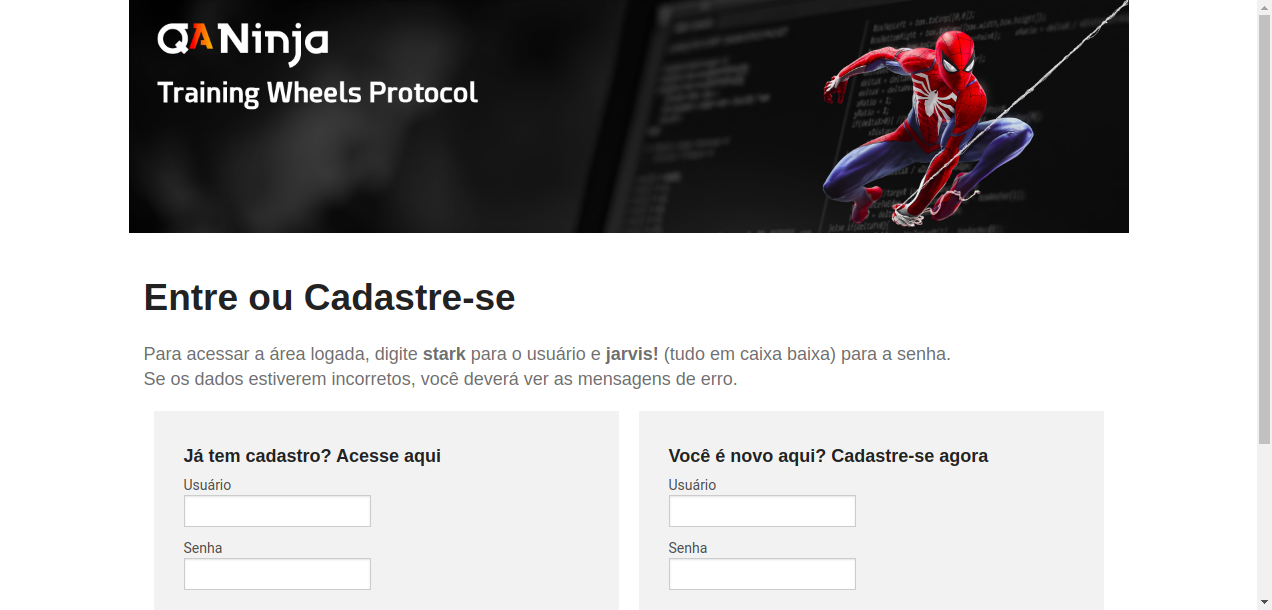 QANinja
Training Wheels Protocol
Entre ou Cadastre-se
Para acessar a área logada, digite stark para o usuário e jarvis! (tudo em caixa baixa) para a senha.
Se os dados estiverem incorretos, você deverá ver as mensagens de erro.
Já tem cadastro? Acesse aqui
Usuário
Senha
Você é novo aqui? Cadastre-se agora
Usuário
Senha